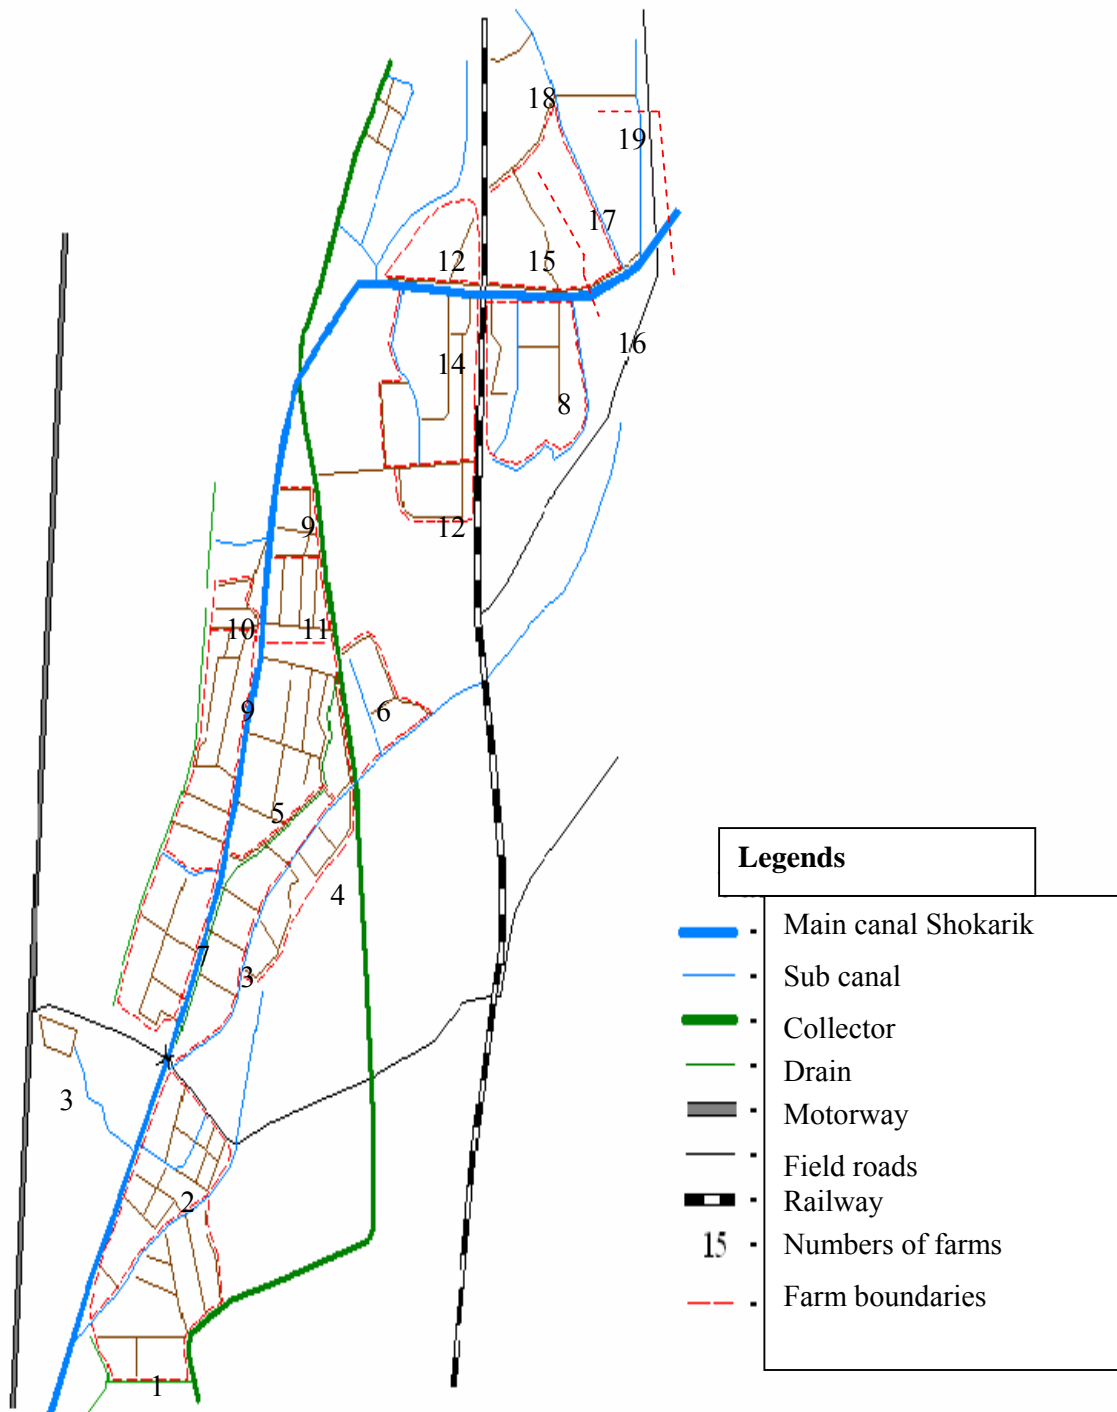 18
19
17
12
15
16
14
8
9
12
10
11
9
6
5
4
7
3
3
2
1
Legends
Main canal Shokarik
Sub canal
Collector
Drain
Motorway
Field roads
Railway
15 - Numbers of farms
Farm boundaries